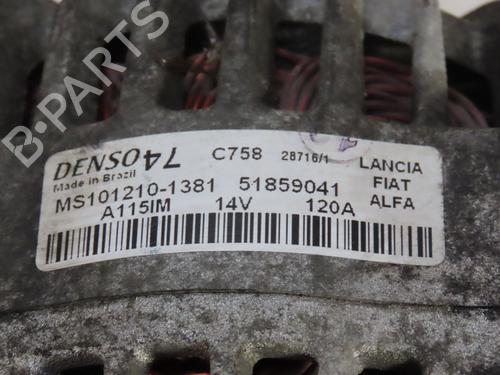 DENSO 74 C758 28716/1 LANCIA
Made in Brazil FIAT
MS101210-1381 51859041 ALFA
A115IM 14V 120A
B-PARTS